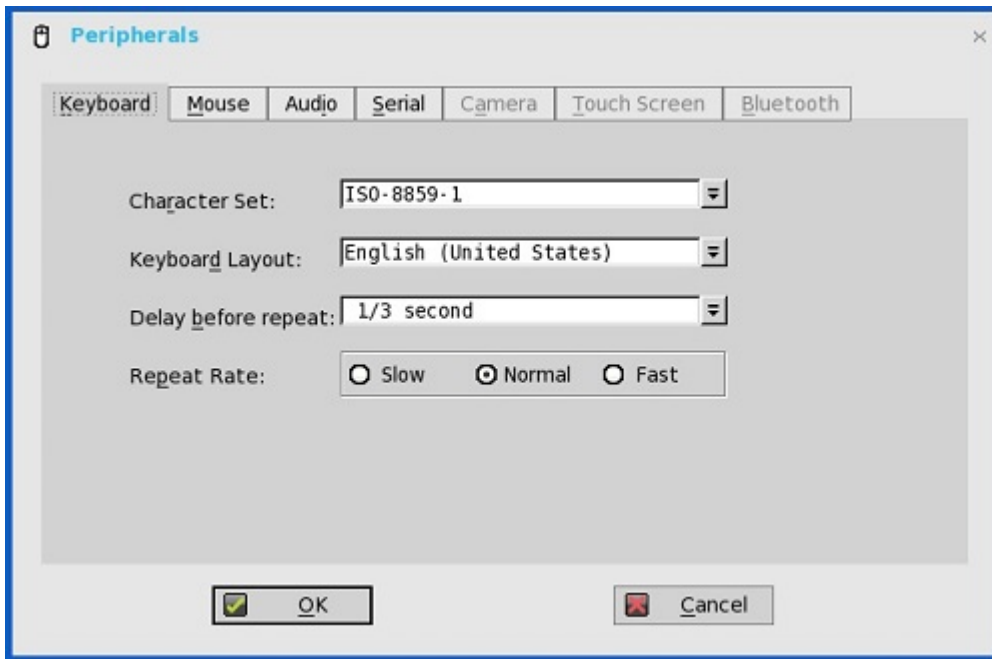 Peripherals
Keyboard Mouse Audio Serial Camera Touch Screen Bluetooth
Character Set: ISO-8859-1
Keyboard Layout: English (United States)
Delay before repeat: 1/3 second
Repeat Rate: Slow Normal Fast
OK Cancel